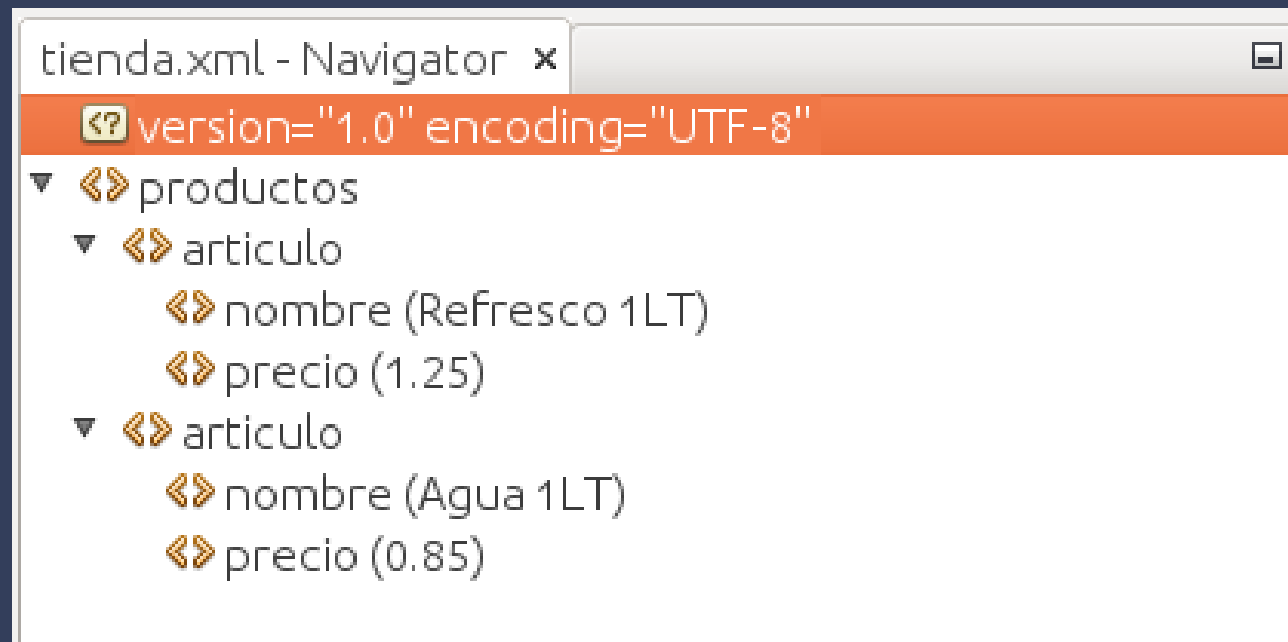 tienda.xml - Navigator ×
<? version="1.0" encoding="UTF-8"
<> productos
<> articulo
<> nombre (Refresco 1LT)
<> precio (1.25)
<> articulo
<> nombre (Agua 1LT)
<> precio (0.85)